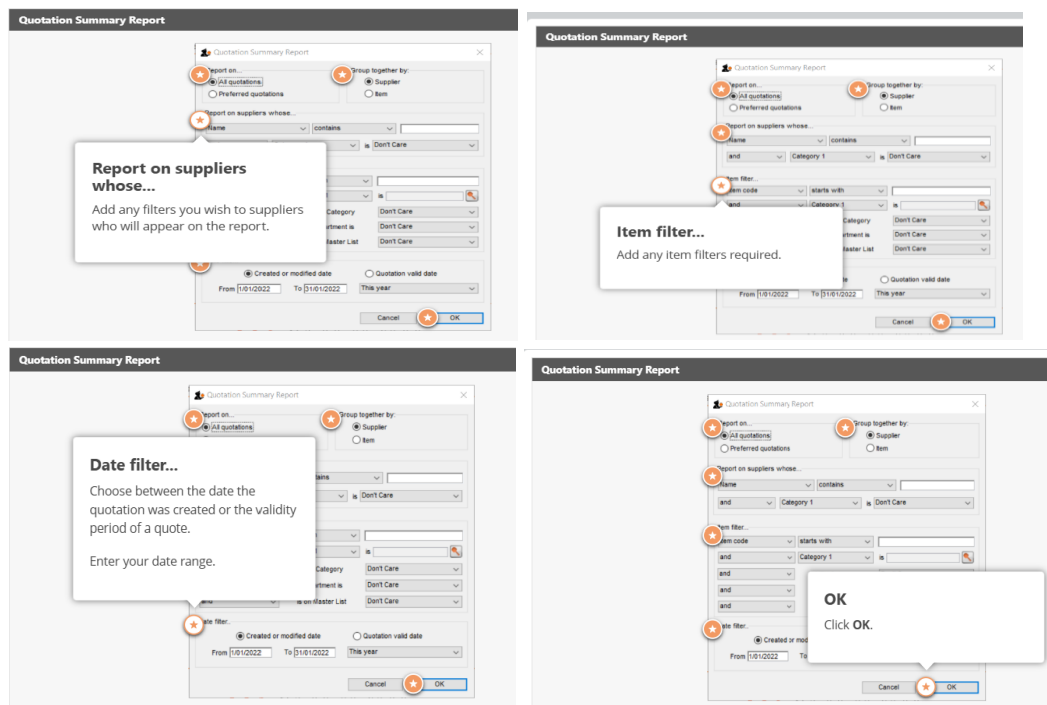 Quotation Summary Report
Quotation Summary Report
Report on...
Group together by:
All quotations
Supplier
Preferred quotations
Item
Report on suppliers whose...
Name contains
is Don't Care
Report on suppliers
whose...
Add any filters you wish to suppliers
who will appear on the report.
is
Category Don't Care
Don't Care
Master List Don't Care
Created or modified date Quotation valid date
From 1/01/2022 To 31/01/2022 This year
Cancel OK
Quotation Summary Report
Quotation Summary Report
Report on...
Group together by:
All quotations
Supplier
Preferred quotations
Item
Report on suppliers whose...
Name contains
and Category 1 is Don't Care
Item filter...
Item code starts with
and Category 1 is
Category Don't Care
Don't Care
Master List Don't Care
Item filter...
Add any item filters required.
Quotation valid date
From 1/01/2022 To 31/01/2022 This year
Cancel OK
Quotation Summary Report
Quotation Summary Report
Report on...
Group together by:
All quotations
Supplier
Item
is Don't Care
Date filter...
Choose between the date the
quotation was created or the validity
period of a quote.
Enter your date range.
is
Category Don't Care
Don't Care
and is on Master List Don't Care
Date filter..
Created or modified date Quotation valid date
From 1/01/2022 To 31/01/2022 This year
Cancel OK
Quotation Summary Report
Quotation Summary Report
Report on...
Group together by:
All quotations
Supplier
Preferred quotations
Item
Report on suppliers whose...
Name contains
and Category 1 is Don't Care
Item filter...
Item code starts with
and Category 1 is
and
and
and
OK
Click OK.
Date filter..
Created or mod
From 1/01/2022 To
Cancel OK